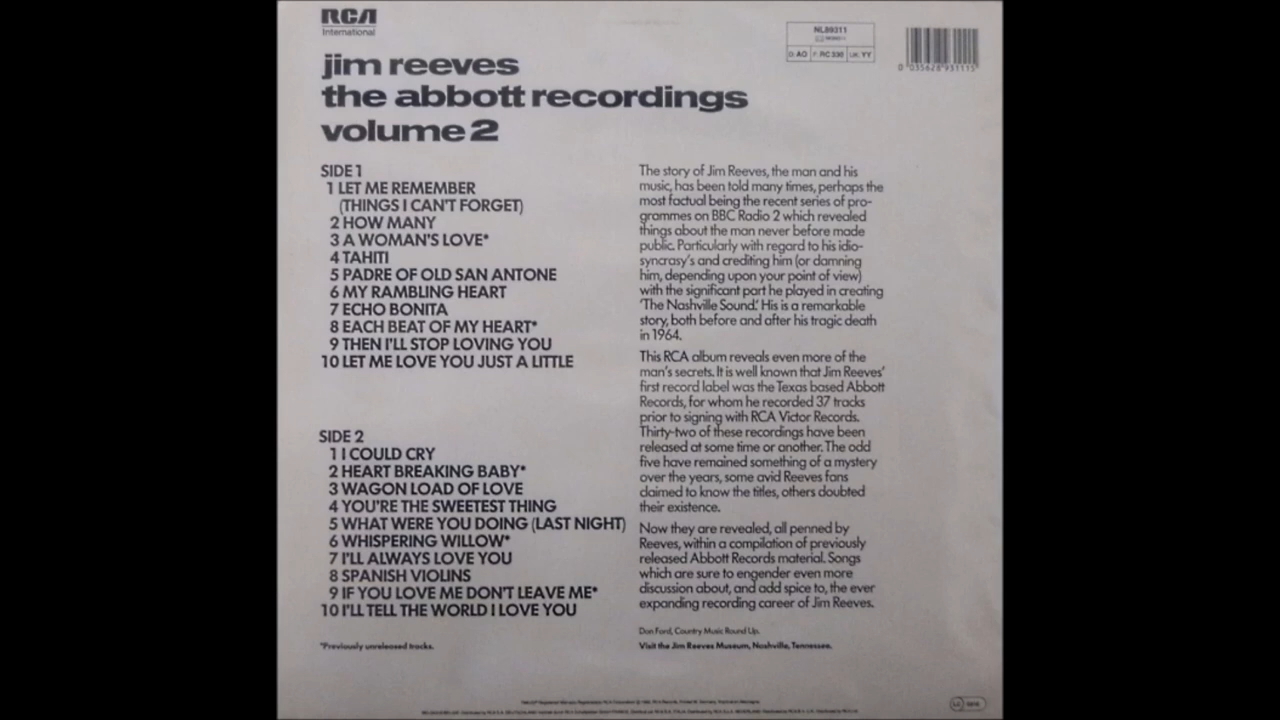 RCA
International
NL89311
D: AO F: RC 330 UK: YY
0 035628 931115
jim reeves
the abbott recordings
volume 2
SIDE 1
1 LET ME REMEMBER
(THINGS I CAN'T FORGET)
2 HOW MANY
3 A WOMAN'S LOVE*
4 TAHITI
5 PADRE OF OLD SAN ANTONE
6 MY RAMBLING HEART
7 ECHO BONITA
8 EACH BEAT OF MY HEART*
9 THEN I'LL STOP LOVING YOU
10 LET ME LOVE YOU JUST A LITTLE
SIDE 2
1 I COULD CRY
2 HEART BREAKING BABY*
3 WAGON LOAD OF LOVE
4 YOU'RE THE SWEETEST THING
5 WHAT WERE YOU DOING (LAST NIGHT)
6 WHISPERING WILLOW*
7 I'LL ALWAYS LOVE YOU
8 SPANISH VIOLINS
9 IF YOU LOVE ME DON'T LEAVE ME*
10 I'LL TELL THE WORLD I LOVE YOU
*Previously unreleased tracks.
The story of Jim Reeves, the man and his
music, has been told many times, perhaps the
most factual being the recent series of pro-
grammes on BBC Radio 2 which revealed
things about the man never before made
public. Particularly with regard to his idio-
syncrasy's and crediting him (or damning
him, depending upon your point of view)
with the significant part he played in creating
'The Nashville Sound.' His is a remarkable
story, both before and after his tragic death
in 1964.
This RCA album reveals even more of the
man's secrets. It is well known that Jim Reeves'
first record label was the Texas based Abbott
Records, for whom he recorded 37 tracks
prior to signing with RCA Victor Records.
Thirty-two of these recordings have been
released at some time or another. The odd
five have remained something of a mystery
over the years, some avid Reeves fans
claimed to know the titles, others doubted
their existence.
Now they are revealed, all penned by
Reeves, within a compilation of previously
released Abbott Records material. Songs
which are sure to engender even more
discussion about, and add spice to, the ever
expanding recording career of Jim Reeves.
Don Ford, Country Music Round Up.
Visit the Jim Reeves Museum, Nashville, Tennessee.